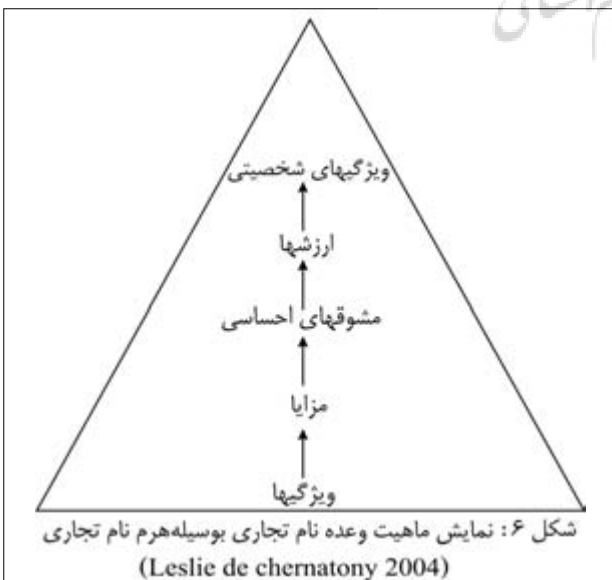 ویژگیهای شخصیتی
ارزشها
مشوقهای احساسی
مزایا
ویژگیها
شکل ۶: نمایش ماهیت وعده نام تجاری بوسیله‌هرم نام تجاری
(Leslie de chernatony 2004)